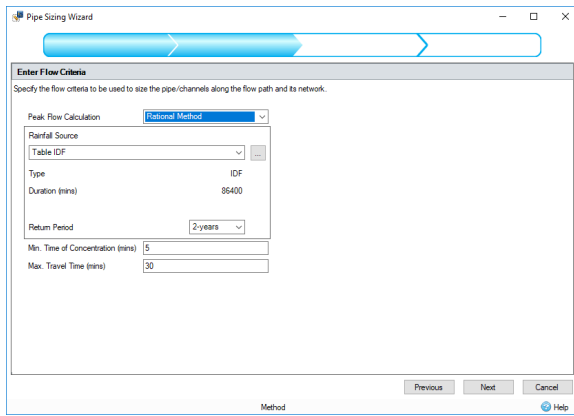 Pipe Sizing Wizard
Enter Flow Criteria
Specify the flow criteria to be used to size the pipe/channels along the flow path and its network.
Peak Flow Calculation Rational Method
Rainfall Source
Table IDF ...
Type IDF
Duration (mins) 86400
Return Period 2-years
Min. Time of Concentration (mins) 5
Max. Travel Time (mins) 30
Previous Next Cancel
Method Help